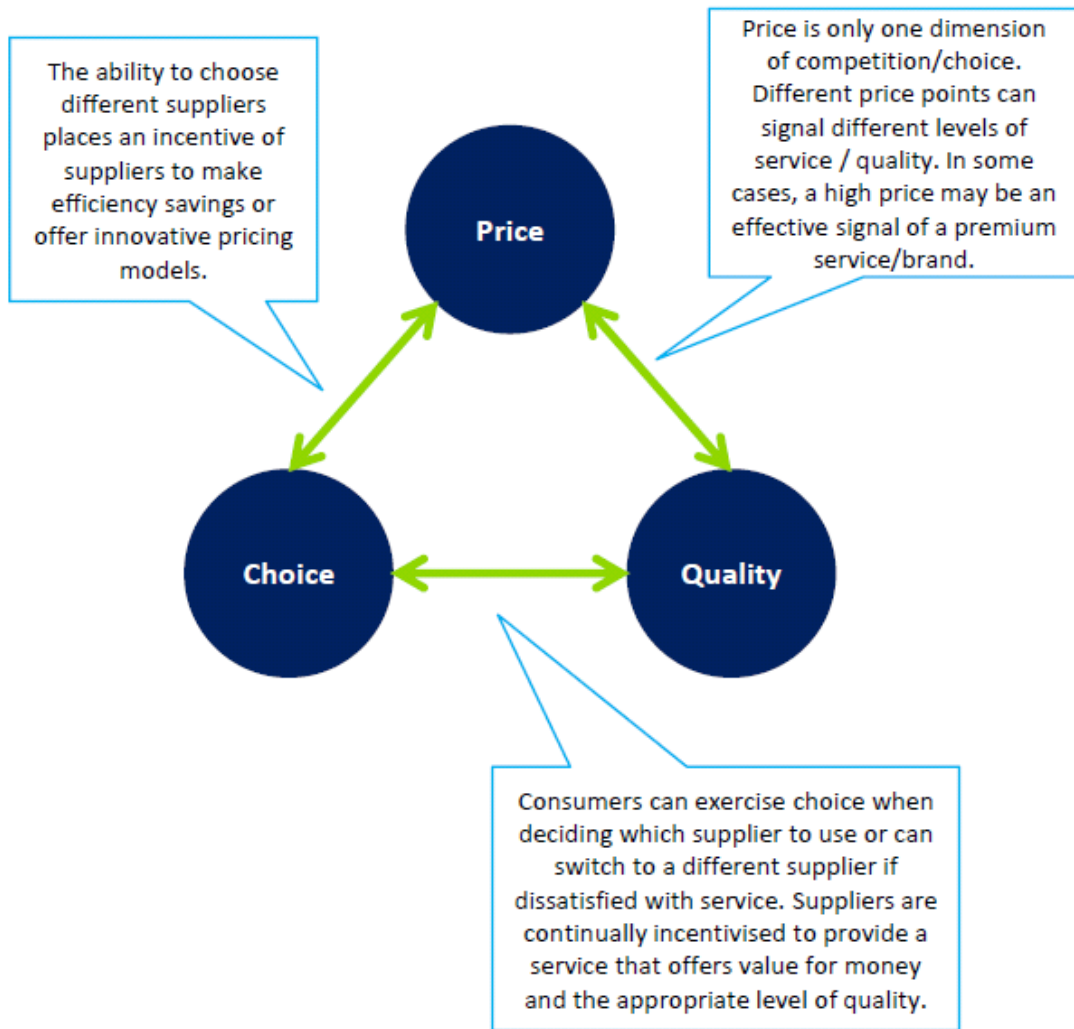 The ability to choose
different suppliers
places an incentive of
suppliers to make
efficiency savings or
offer innovative pricing
models.
Price is only one dimension
of competition/choice.
Different price points can
signal different levels of
service / quality. In some
cases, a high price may be an
effective signal of a premium
service/brand.
Price
Choice
Quality
Consumers can exercise choice when
deciding which supplier to use or can
switch to a different supplier if
dissatisfied with service. Suppliers are
continually incentivised to provide a
service that offers value for money
and the appropriate level of quality.